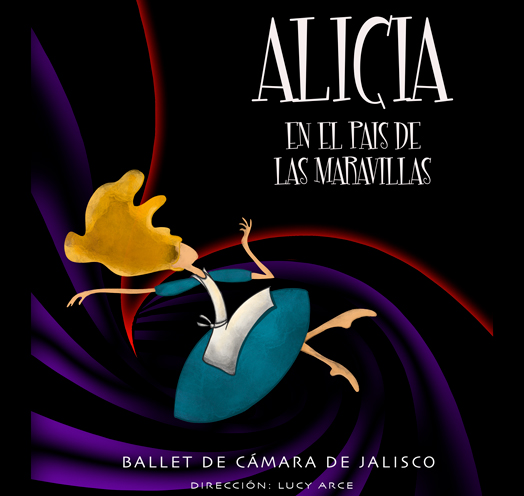 ALICIA
EN EL PAIS DE
LAS MARAVILLAS
BALLET DE CÁMARA DE JALISCO
DIRECCIÓN: LUCY ARCE